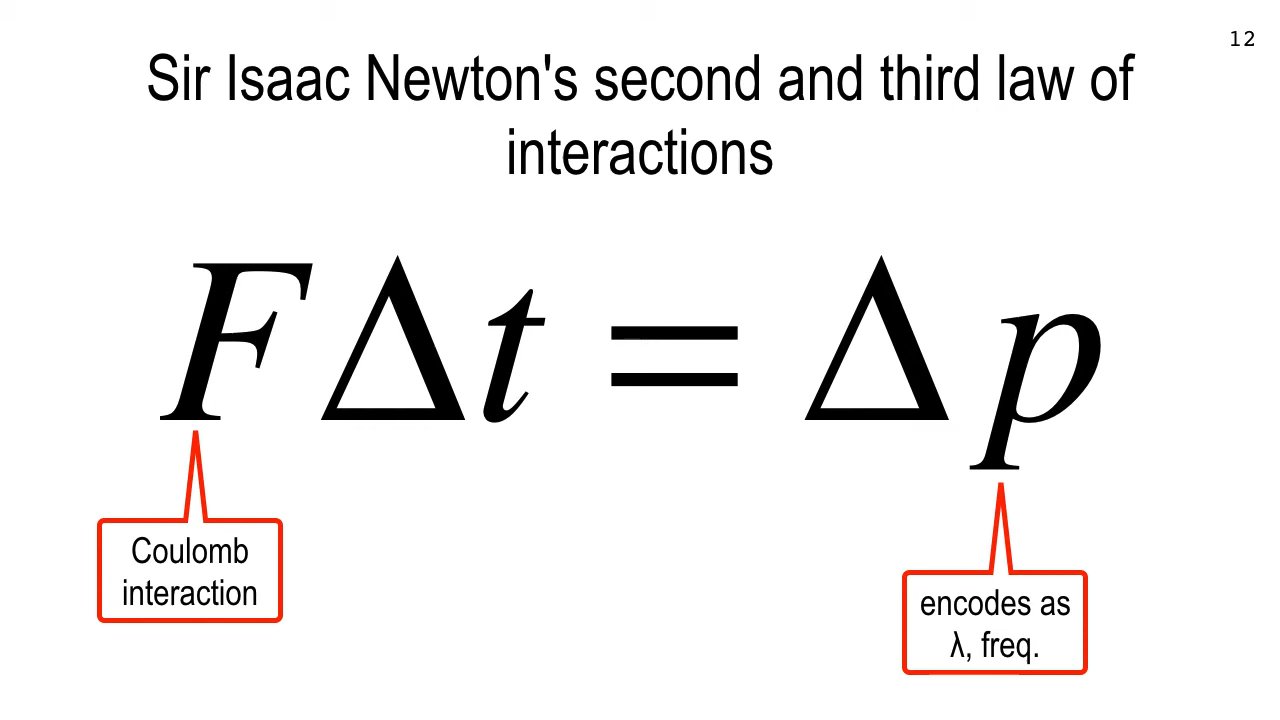 12
Sir Isaac Newton's second and third law of
interactions
FΔt = Δp
Coulomb
interaction
encodes as
λ, freq.